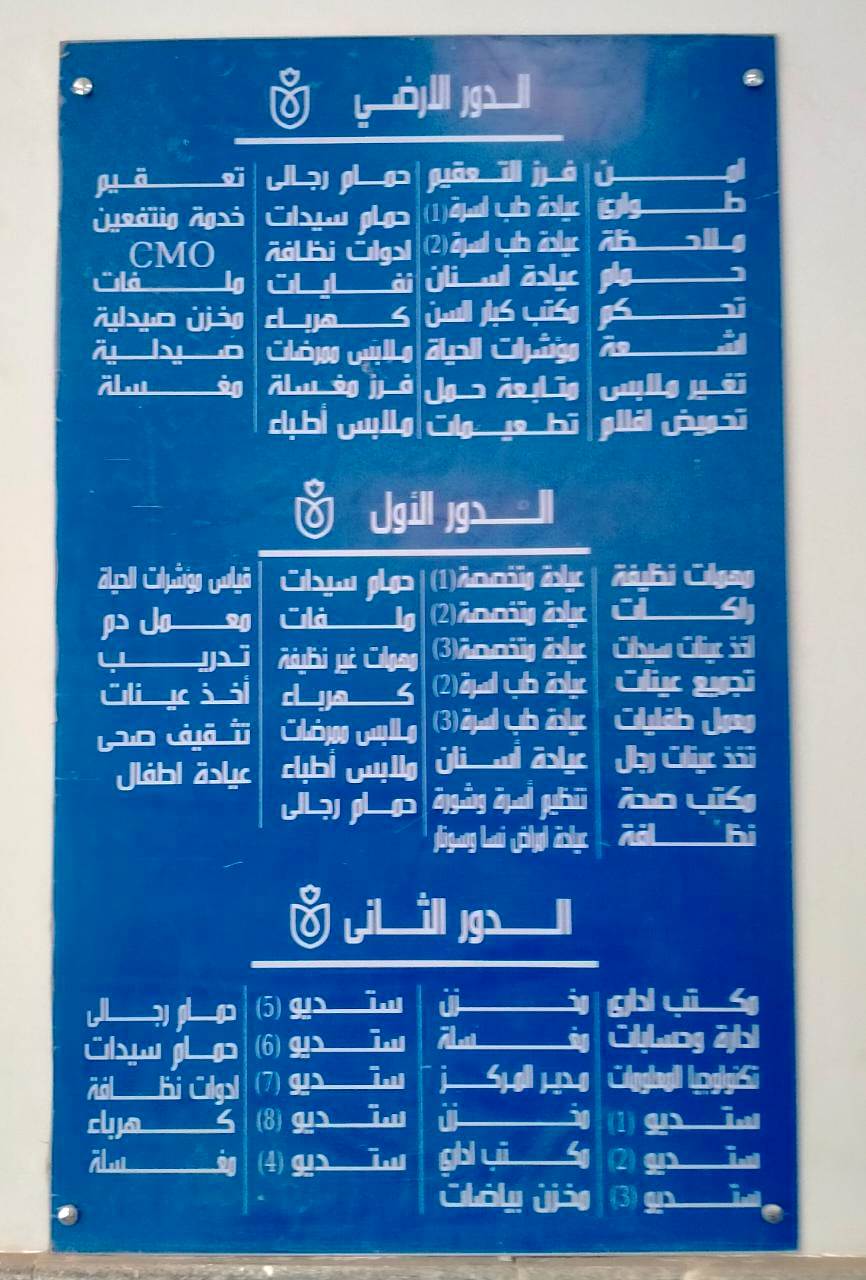 الدور الارضي
امن
طوارئ
ملاحظة
حمام
تحكم
اشعة
تغير ملابس
تحميض افلام
فرز التعقيم
عيادة طب اسرة (1)
عيادة طب اسرة (2)
عيادة اسنان
مكتب كبار السن
مؤشرات الحياة
متابعة حمل
تطعيمات
حمام رجالى
حمام سيدات
ادوات نظافة
نفايات
كهرباء
ملابس ممرضات
فرز مغسلة
ملابس أطباء
تعقيم
خدمة منتفعين
CMO
ملفات
مخزن صيدلية
صيدلية
مغسلة
الدور الأول
مهمات نظيفة
راكات
اخذ عينات سيدات
تجميع عينات
معمل طفليات
تخذ عينات رجال
مكتب صحة
نظافة
عيادة متخصصة (1)
عيادة متخصصة (2)
عيادة متخصصة (3)
عيادة طب اسرة (2)
عيادة طب اسرة (3)
عيادة أسنان
تنظيم أسرة وشورة
عيادة امراض نسا وسونار
حمام سيدات
ملفات
مهمات غير نظيفة
كهرباء
ملابس ممرضات
ملابس أطباء
حمام رجالى
قياس مؤشرات الحياة
معمل دم
تدريب
أخذ عينات
تثقيف صحى
عيادة اطفال
الدور الثانى
مكتب ادارى
ادارة وحسابات
تكنولوجيا المعلومات
ستديو (1)
ستديو (2)
ستديو (3)
مخزن
مغسلة
مدير المركز
مخزن
مكتب اداري
مخزن بياضات
ستديو (5)
ستديو (6)
ستديو (7)
ستديو (8)
ستديو (4)
حمام رجالى
حمام سيدات
ادوات نظافة
كهرباء
مغسلة